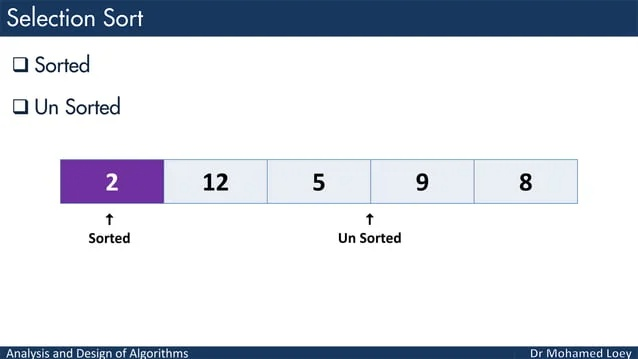 Selection Sort
❑ Sorted
❑ Un Sorted
2 12 5 9 8
↑ ↑
Sorted Un Sorted
Analysis and Design of Algorithms Dr Mohamed Loey